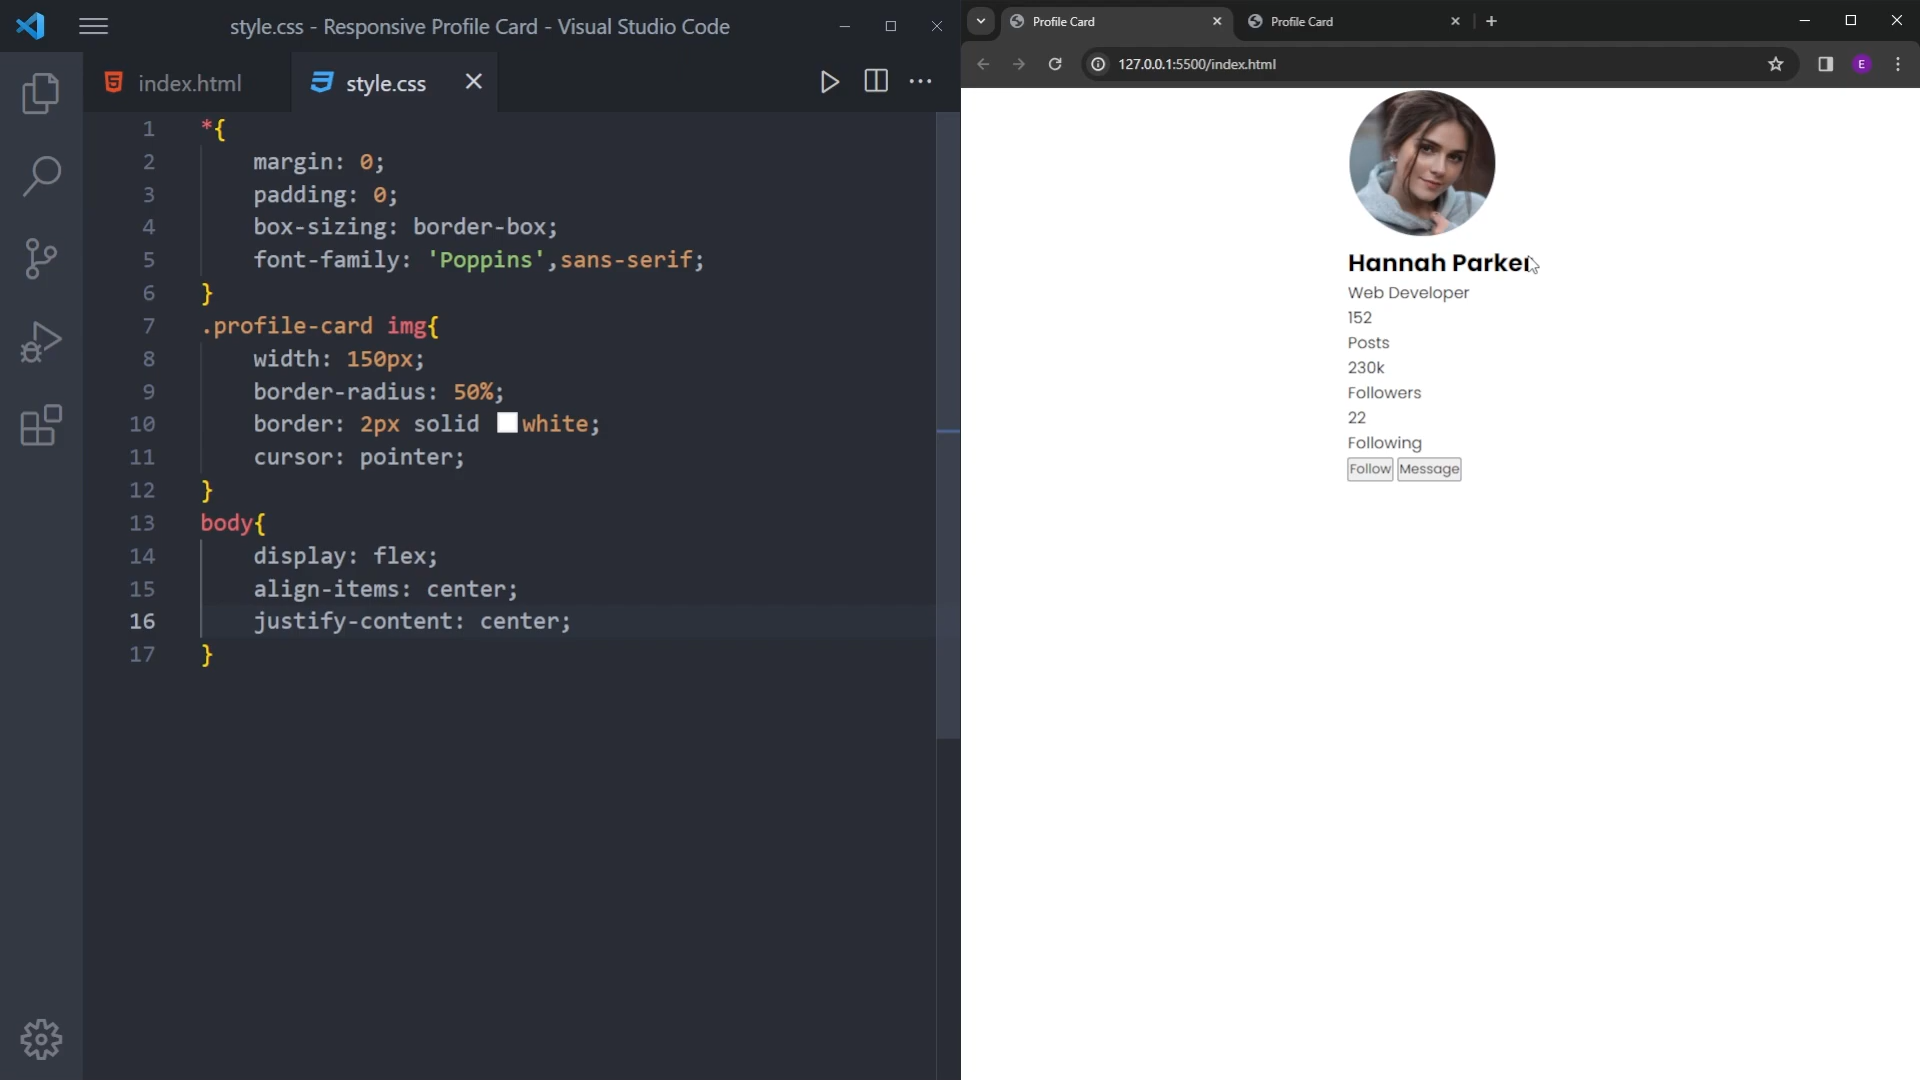 style.css - Responsive Profile Card - Visual Studio Code
index.html
style.css
1 *{
2 margin: 0;
3 padding: 0;
4 box-sizing: border-box;
5 font-family: 'Poppins',sans-serif;
6 }
7 .profile-card img{
8 width: 150px;
9 border-radius: 50%;
10 border: 2px solid white;
11 cursor: pointer;
12 }
13 body{
14 display: flex;
15 align-items: center;
16 justify-content: center;
17 }
Profile Card
Profile Card
127.0.0.1:5500/index.html
E
Hannah Parker
Web Developer
152
Posts
230k
Followers
22
Following
Follow Message